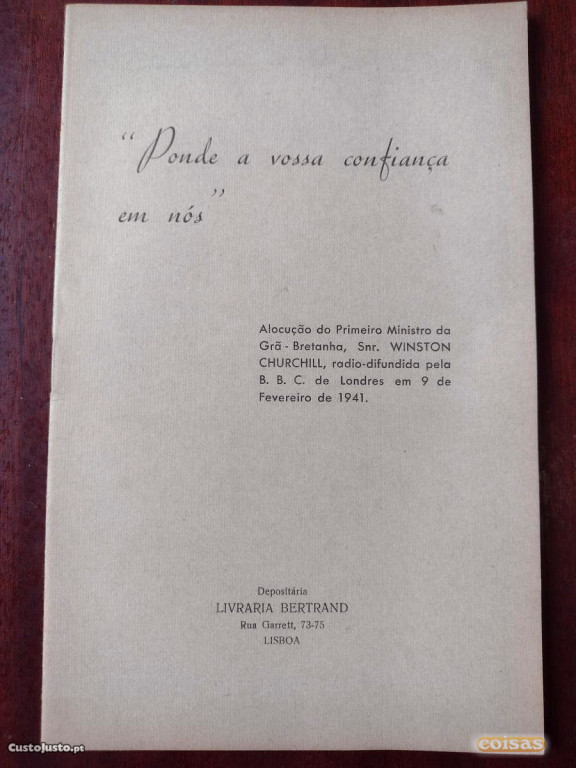 “Ponde a vossa confiança
em nós”
Alocução do Primeiro Ministro da
Grã - Bretanha, Snr. WINSTON
CHURCHILL, radio-difundida pela
B. B. C. de Londres em 9 de
Fevereiro de 1941.
Depositária
LIVRARIA BERTRAND
Rua Garrett, 73-75
LISBOA
CustoJusto.pt
coisas